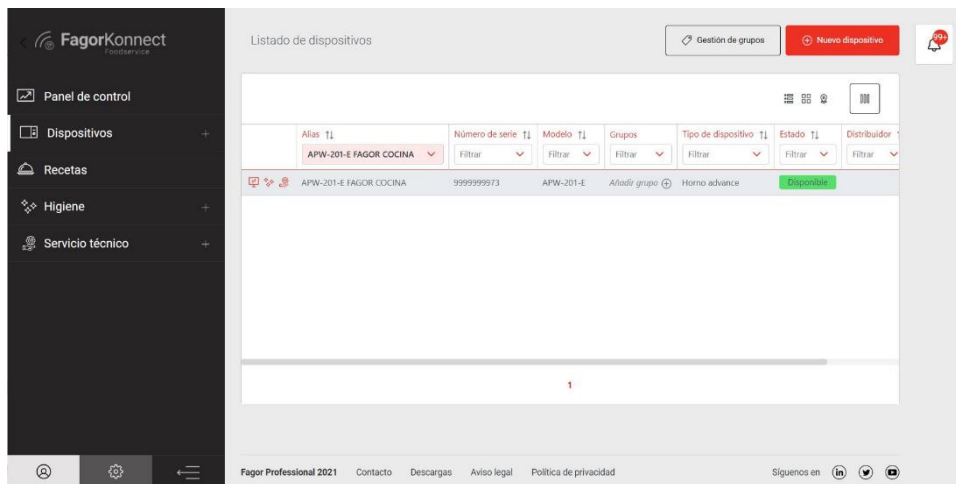 FagorKonnect
Foodservice
Listado de dispositivos
Gestión de grupos
Nuevo dispositivo
99+
Panel de control
Dispositivos
Recetas
Higiene
Servicio técnico
Alias Número de serie Modelo Grupos Tipo de dispositivo Estado Distribuidor
APW-201-E FAGOR COCINA Filtrar Filtrar Filtrar Filtrar Filtrar Filtrar
APW-201-E FAGOR COCINA 9999999973 APW-201-E Añadir grupo Horno advance Disponible
1
Fagor Professional 2021 Contacto Descargas Aviso legal Política de privacidad Síguenos en in